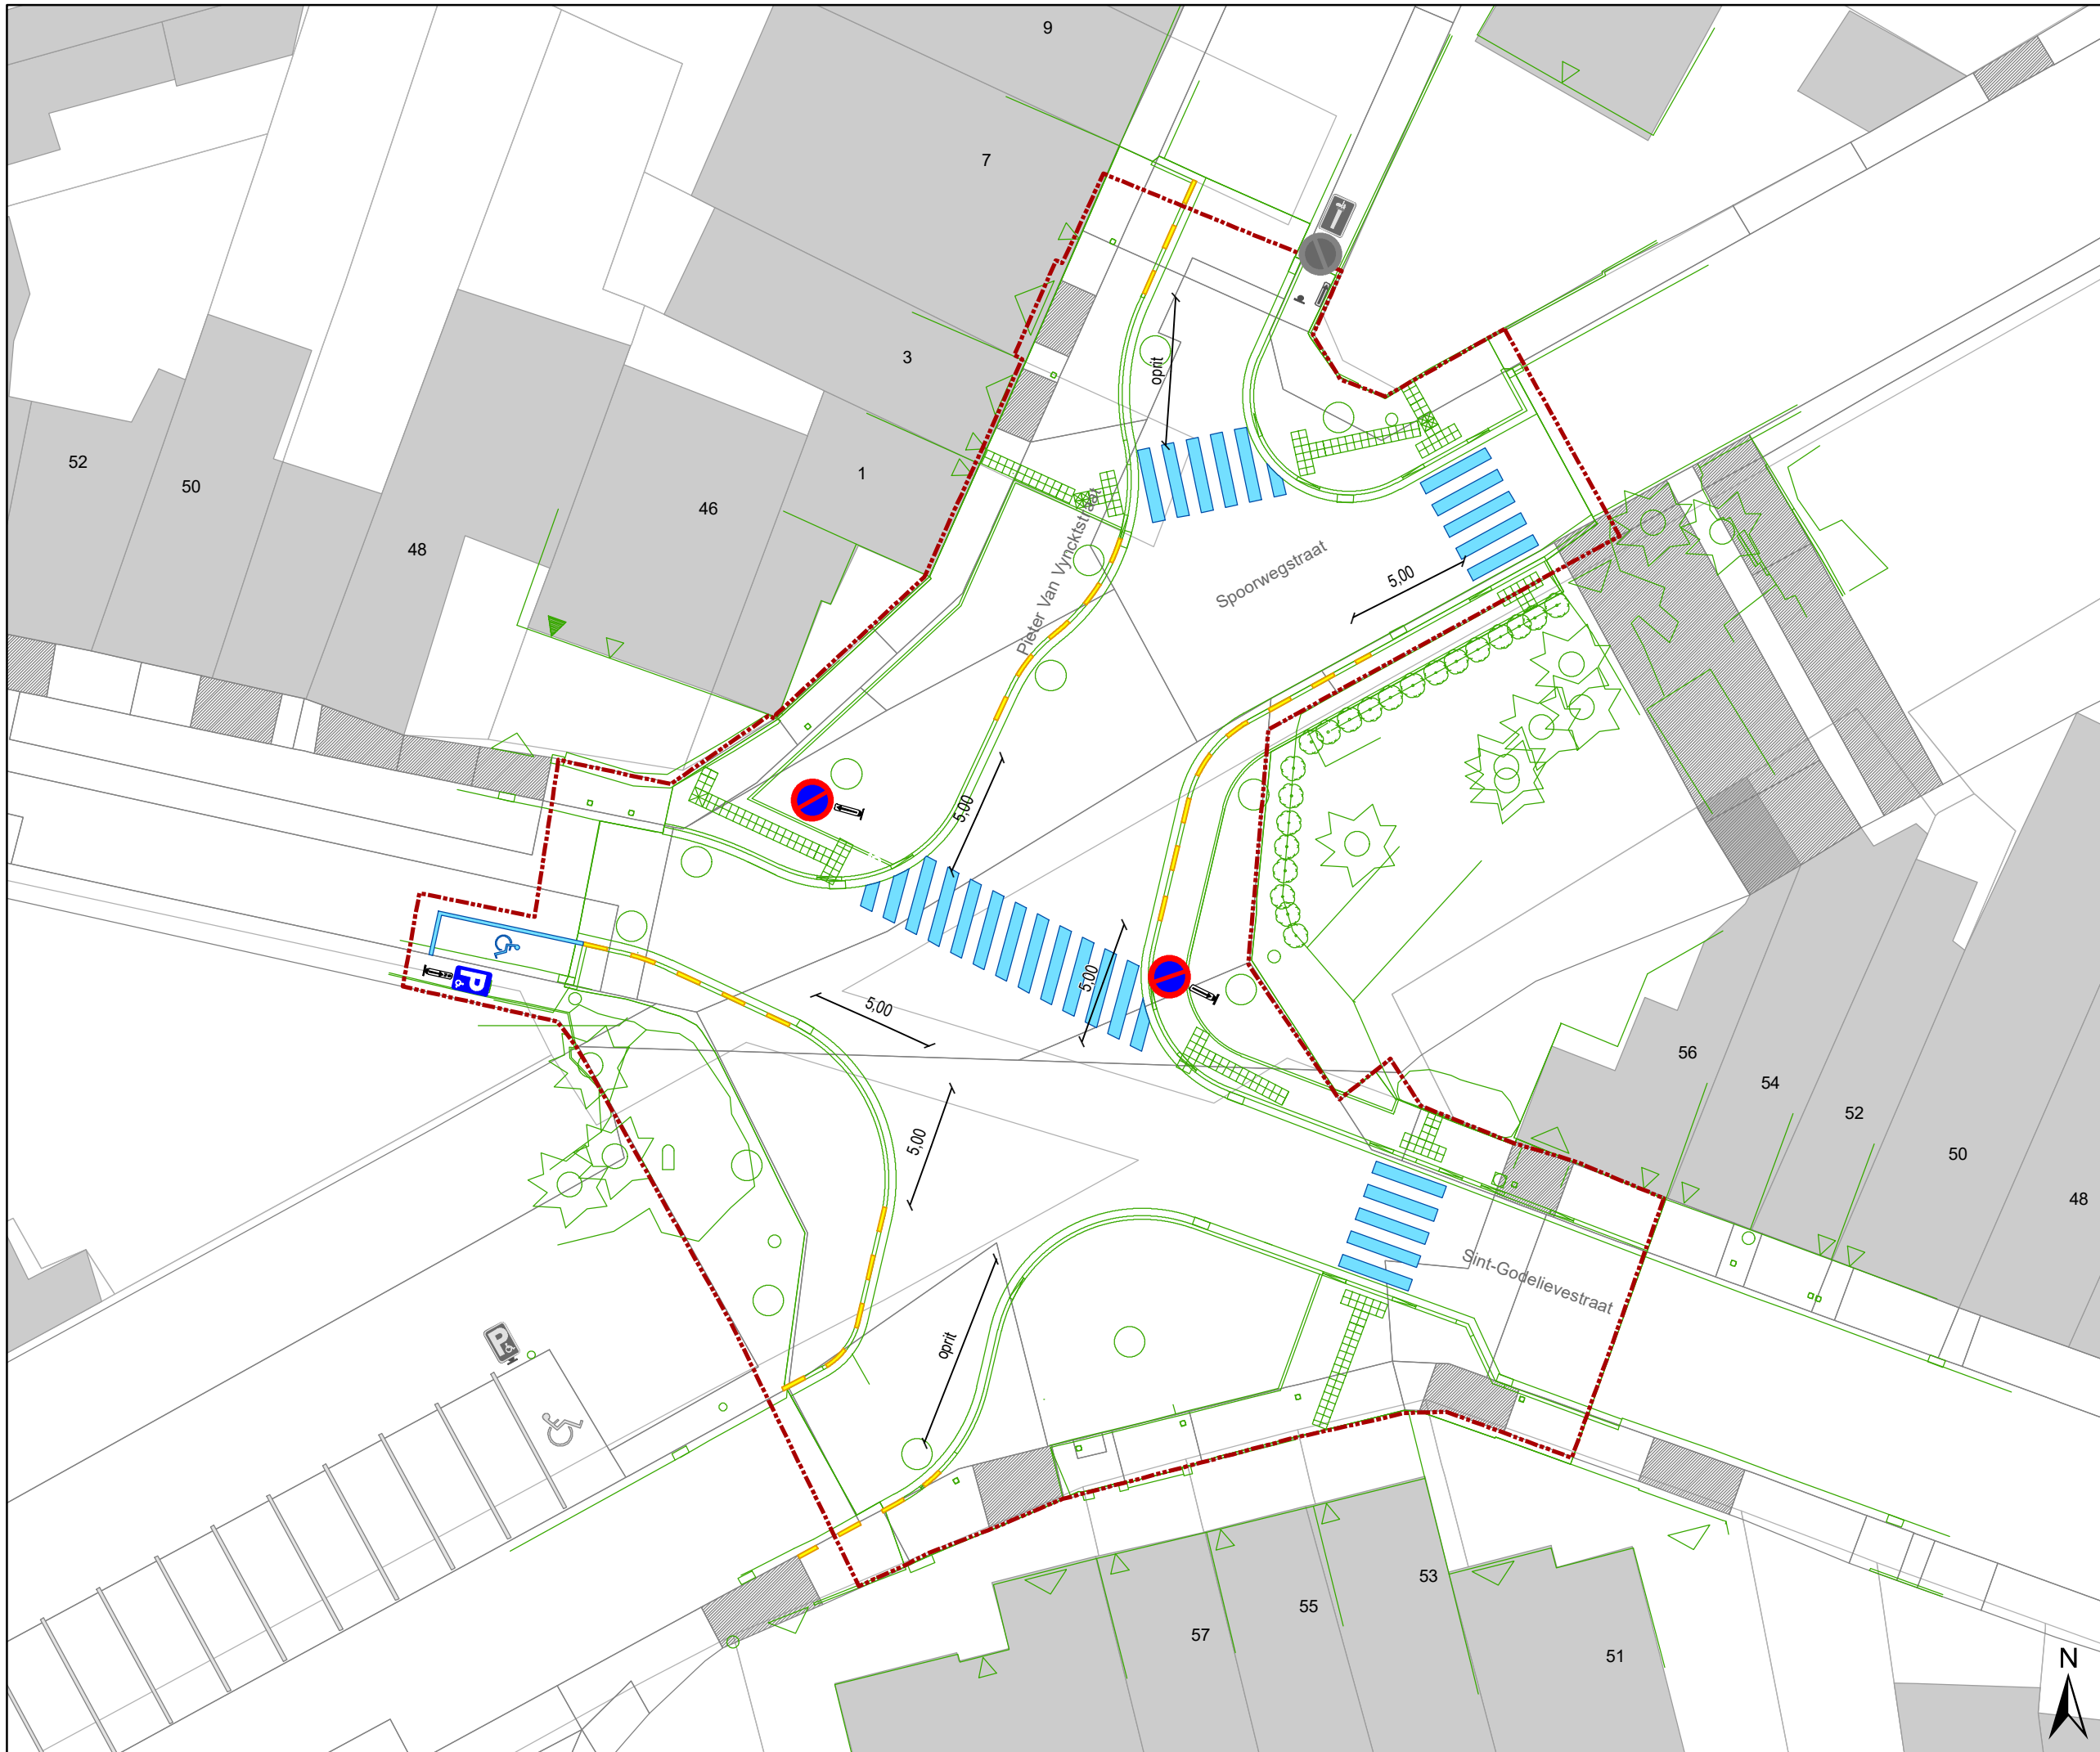 9
7
oprit
3
52
50
1
46
48
Pieter Van Vyncktstraat
Spoorwegstraat
5,00
5,00
5,00
P
5,00
5,00
56
54
52
50
48
Sint-Godelievestraat
P
oprit
53
55
57
51
N